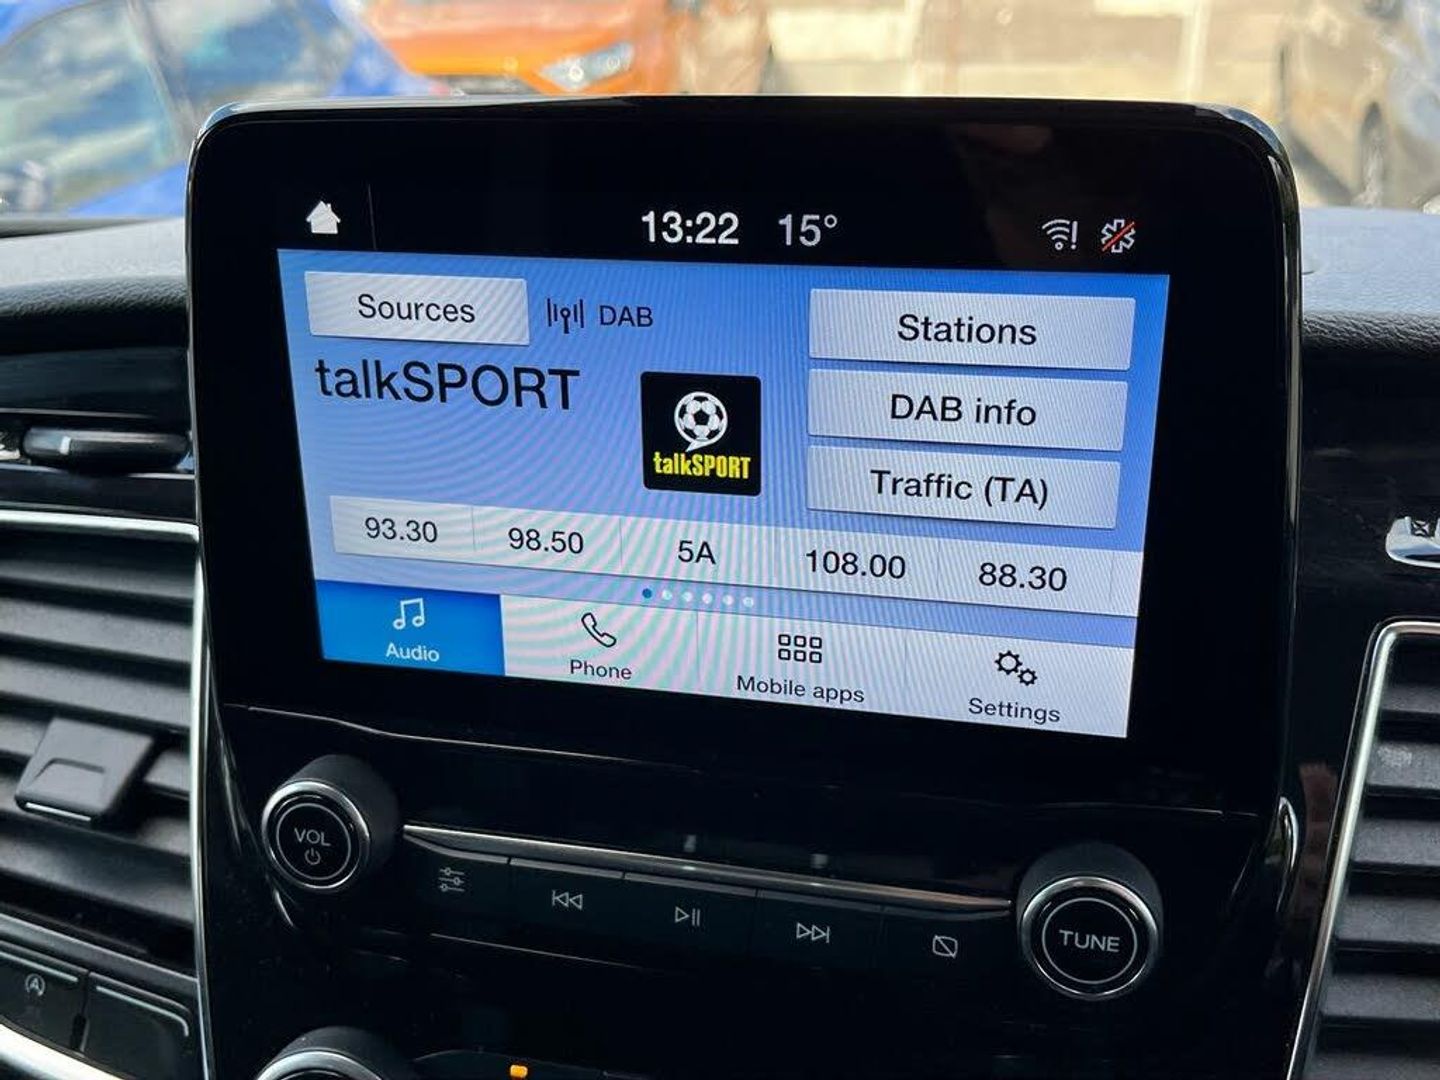 13:22 15°
Sources DAB Stations
talkSPORT
DAB info
talkSPORT
Traffic (TA)
93.30 98.50 5A 108.00 88.30
Audio Phone Mobile apps Settings
VOL
TUNE
A